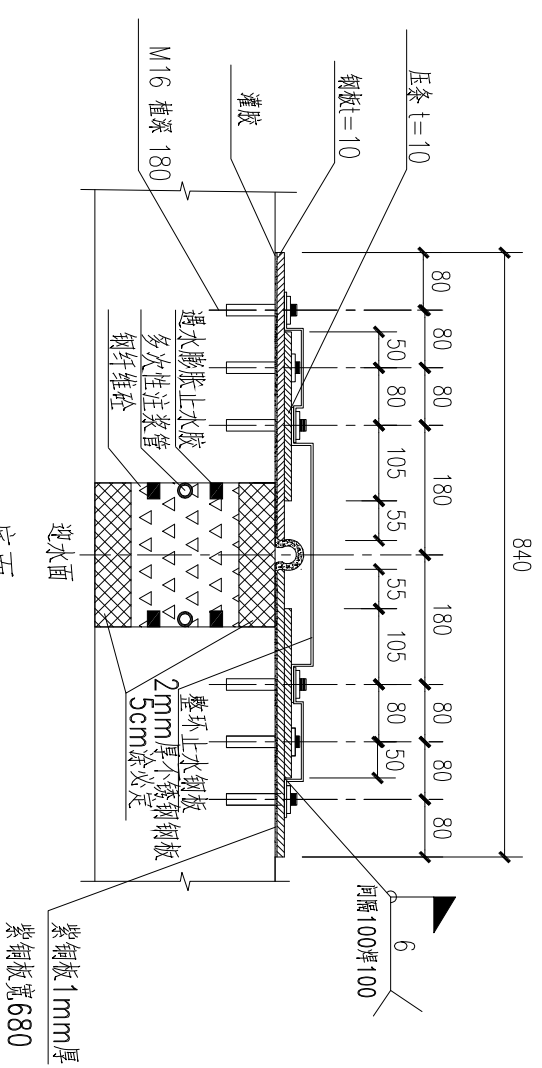 840
80
80
80
180
180
80
80
80
50
80
105
55
55
105
80
50
压条 t=10
钢板t=10
灌胶
M16 植深 180
遇水膨胀止水胶
多次性注浆管
钢纤维砼
迎水面
整环止水钢板
2mm厚不锈钢钢板
5cm涂必定
6
间隔100焊100
紫铜板1mm厚
紫铜板宽680